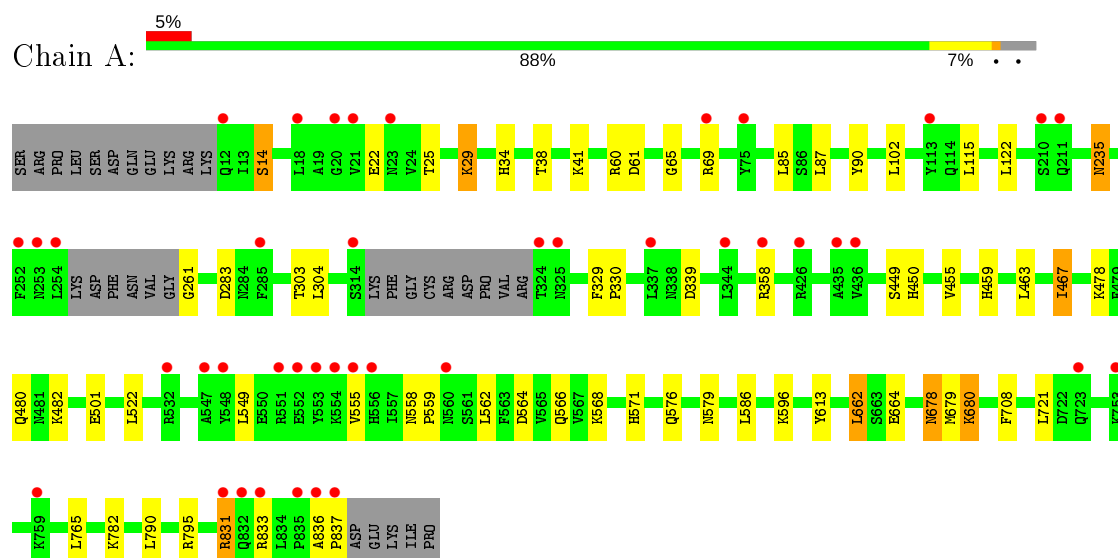 5%
Chain A:
88% 7% • •
SER ARG PRO LEU SER ASP GLN GLU LYS ARG LYS Q12 I13 S14 L18 A19 G20 V21 E22 N23 V24 T25 K29 H34 T38 K41 R60 D61 G65 R69 Y75 L85 S86 L87 Y90 L102 Y113 Q114 L115 L122 S210 Q211 N235
F252 N253 L254 LYS ASP PHE ASN VAL GLY G261 D283 N284 F285 T303 L304 S314 LYS PHE GLY CYS ARG ASP PRO VAL ARG T324 N325 F329 P330 L337 N338 D339 L344 R358 R426 A435 V436 S449 H450 V455 H459 L463 I467 K478 E479
Q480 N481 K482 E501 L522 R532 A547 Y548 L549 E550 R551 E552 Y553 K554 V555 H556 I557 N558 P559 N560 S561 L562 F563 D564 V565 Q566 V567 K568 H571 Q576 N579 L586 K596 Y613 L662 S663 E664 N678 M679 K680 F708 L721 D722 Q723 K753
K759 L765 K782 L790 R795 R831 Q832 R833 L834 P835 A836 P837 ASP GLU LYS ILE PRO